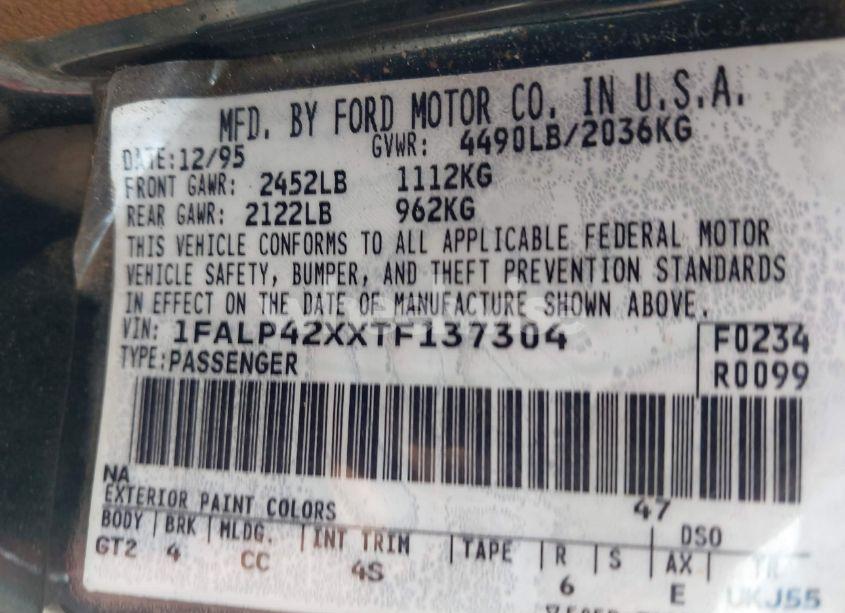 MFD. BY FORD MOTOR CO. IN U.S.A.
DATE: 12/95 GVWR: 4490LB/2036KG
FRONT GAWR: 2452LB 1112KG
REAR GAWR: 2122LB 962KG
THIS VEHICLE CONFORMS TO ALL APPLICABLE FEDERAL MOTOR
VEHICLE SAFETY, BUMPER, AND THEFT PREVENTION STANDARDS
IN EFFECT ON THE DATE OF MANUFACTURE SHOWN ABOVE.
VIN: 1FALP42XXTF137304 F0234
TYPE: PASSENGER R0099
NA
EXTERIOR PAINT COLORS 47 DSO
BODY BRK MLDG. INT TRIM TAPE R S AX TR
GT2 4 CC 4S 6 E UKJ55